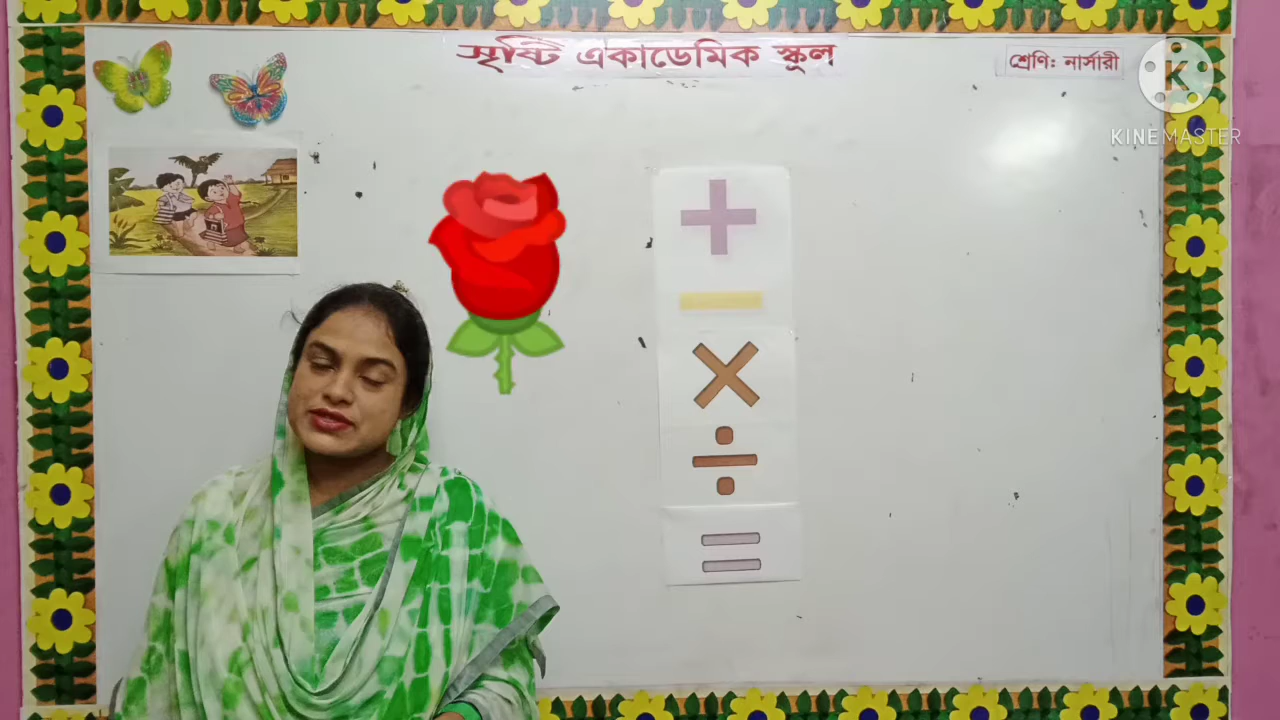 সৃষ্টি একাডেমিক স্কুল
শ্রেণি: নার্সারী
K
KINEMASTER
+
−
×
÷
=